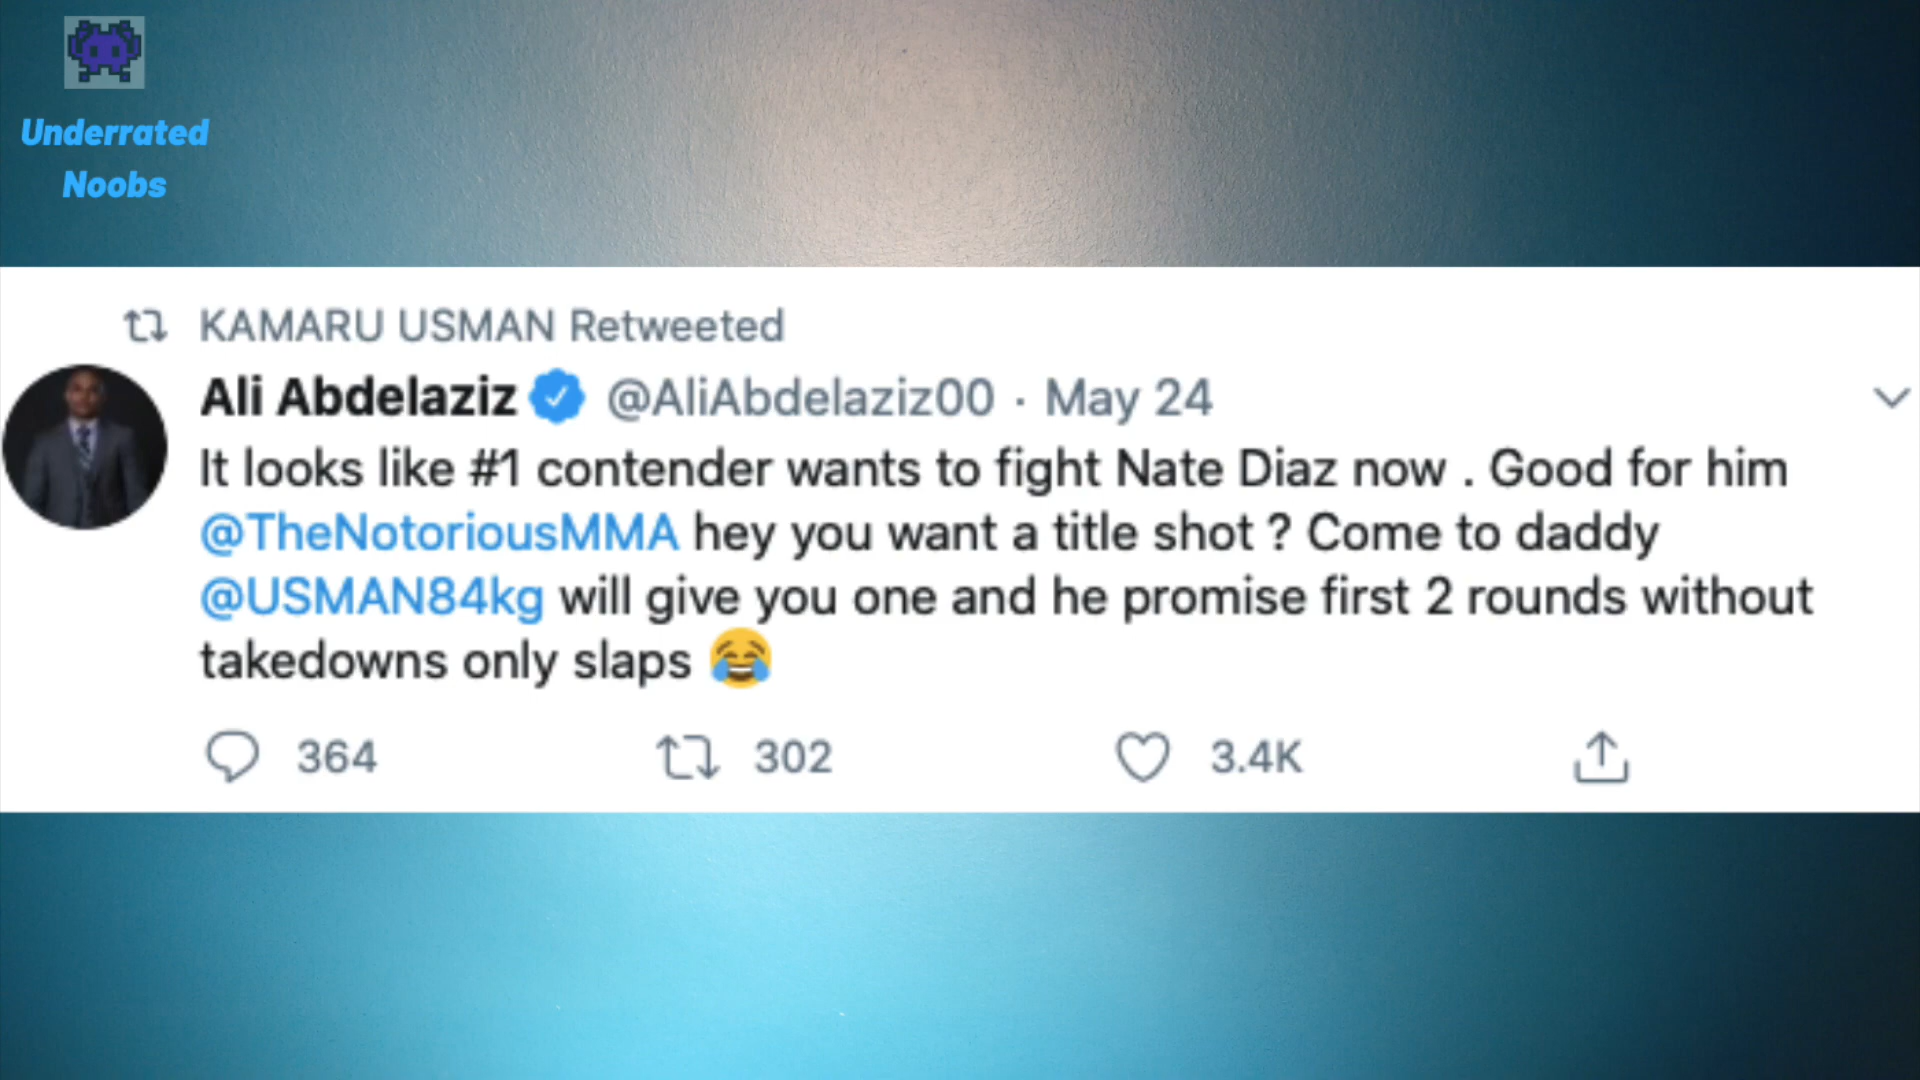 Underrated
Noobs
KAMARU USMAN Retweeted
Ali Abdelaziz @AliAbdelaziz00 · May 24
It looks like #1 contender wants to fight Nate Diaz now . Good for him
@TheNotoriousMMA hey you want a title shot ? Come to daddy
@USMAN84kg will give you one and he promise first 2 rounds without
takedowns only slaps 😂
364 302 3.4K